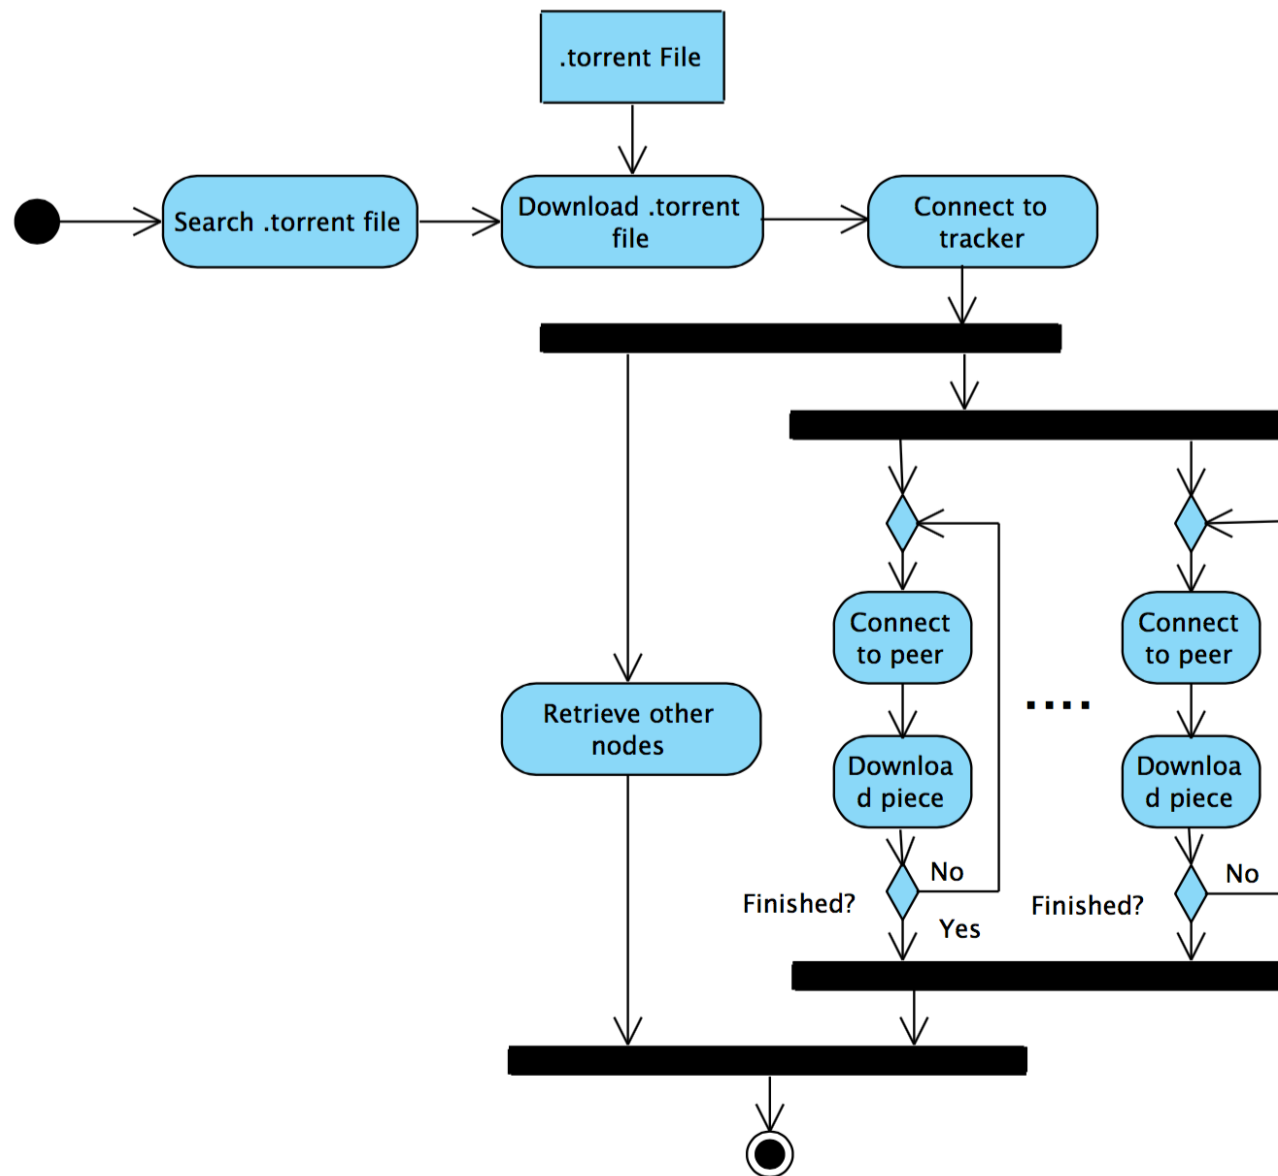 .torrent File
Search .torrent file
Download .torrent
file
Connect to
tracker
Connect
to peer
Connect
to peer
Retrieve other
nodes
....
Downloa
d piece
Downloa
d piece
No
Finished?
Yes
No
Finished?